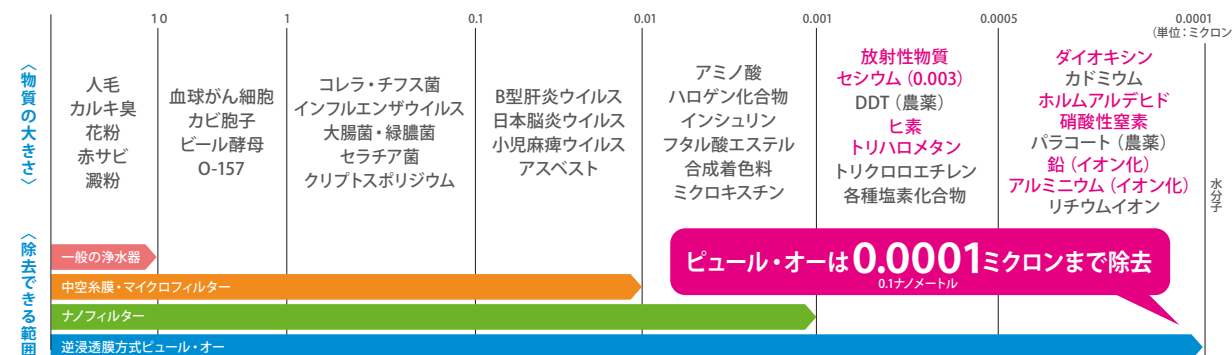 10
1
0.1
0.01
0.001
0.0005
0.0001
（単位：ミクロン
〈物質の大きさ〉
人毛
カルキ臭
花粉
赤サビ
澱粉
血球がん細胞
カビ胞子
ビール酵母
O-157
コレラ・チフス菌
インフルエンザウイルス
大腸菌・緑膿菌
セラチア菌
クリプトスポリジウム
B型肝炎ウイルス
日本脳炎ウイルス
小児麻痺ウイルス
アスベスト
アミノ酸
ハロゲン化合物
インシュリン
フタル酸エステル
合成着色料
ミクロキスチン
放射性物質
セシウム（0.003）
DDT（農薬）
ヒ素
トリハロメタン
トリクロロエチレン
各種塩素化合物
ダイオキシン
カドミウム
ホルムアルデヒド
硝酸性窒素
パラコート（農薬）
鉛（イオン化）
アルミニウム（イオン化）
リチウムイオン
水分子
〈除去できる範囲
一般の浄水器
中空糸膜・マイクロフィルター
ナノフィルター
逆浸透膜方式ピュール・オー
ピュール・オーは0.0001ミクロンまで除去
0.1ナノメートル